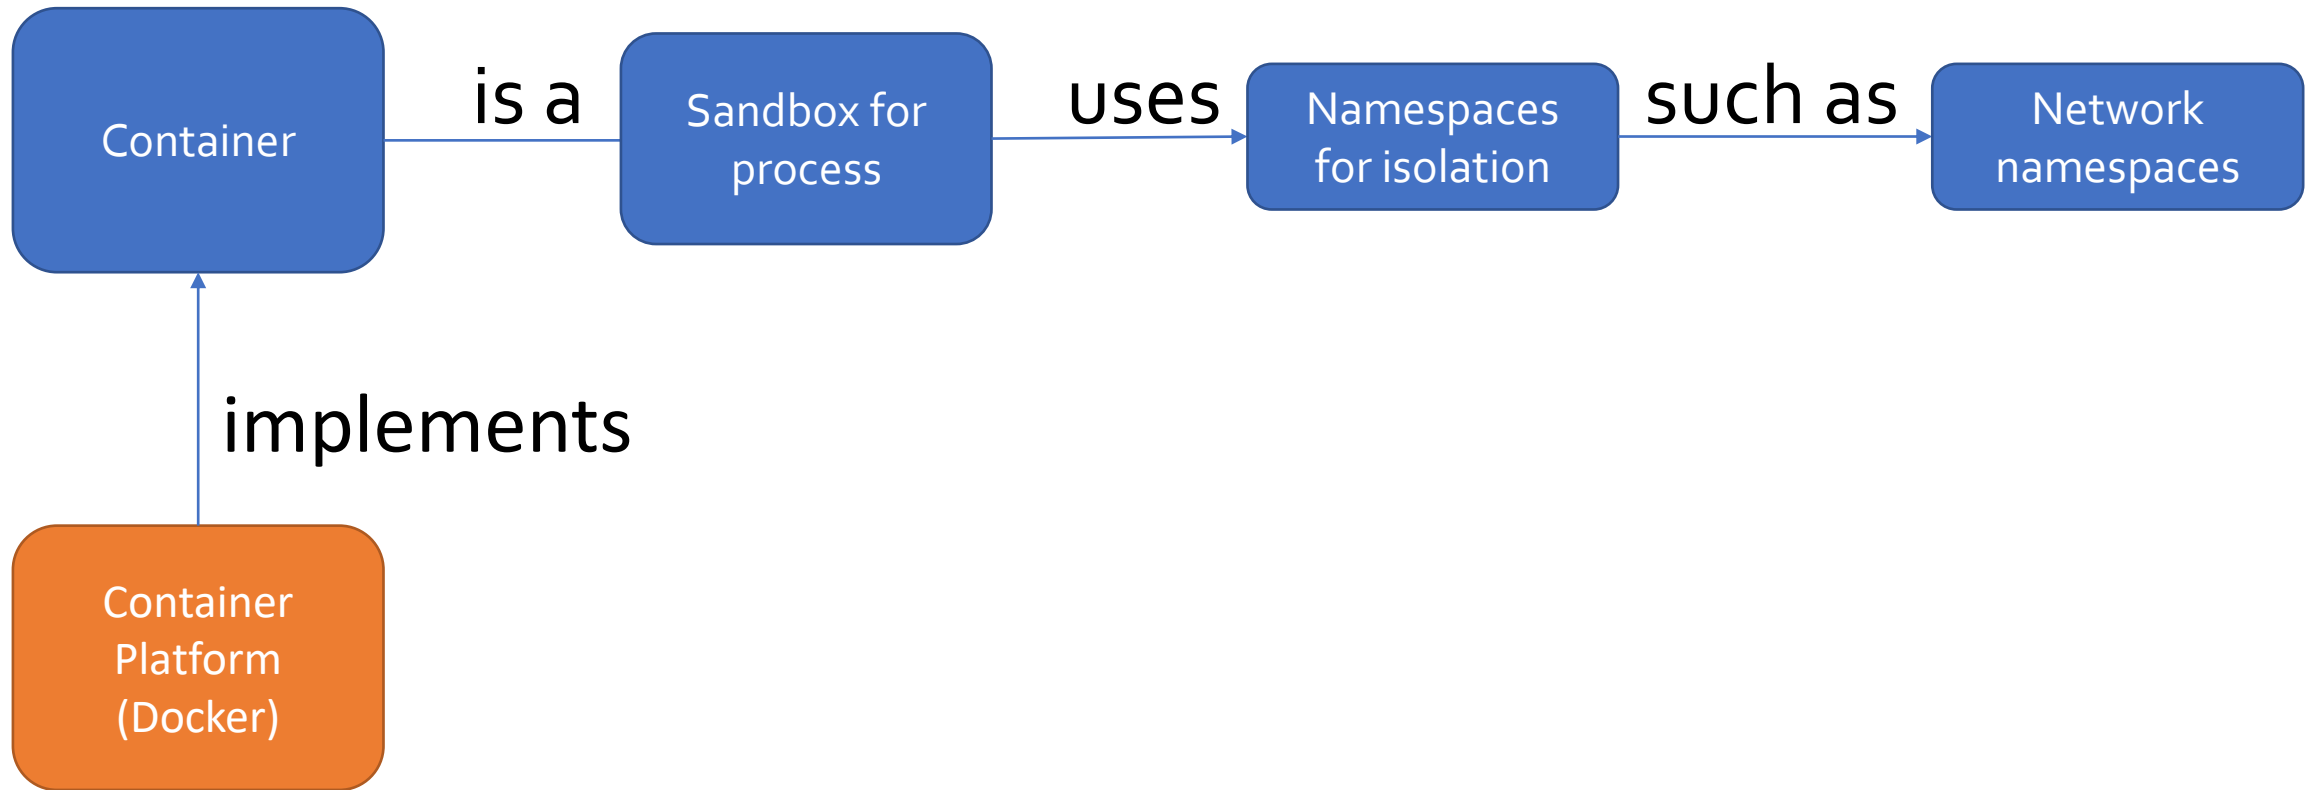 Container
is a
Sandbox for
process
uses
Namespaces
for isolation
such as
Network
namespaces
implements
Container
Platform
(Docker)